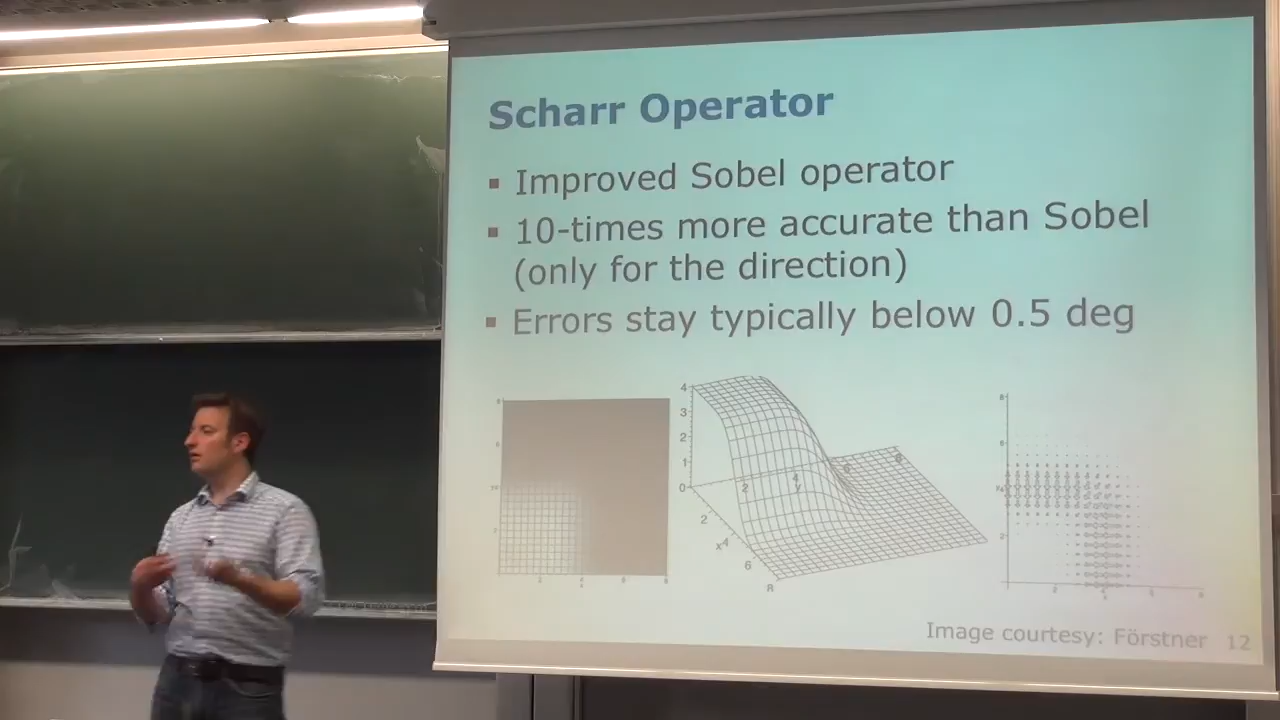 Scharr Operator
Improved Sobel operator
10-times more accurate than Sobel
(only for the direction)
Errors stay typically below 0.5 deg
Image courtesy: Förstner 12